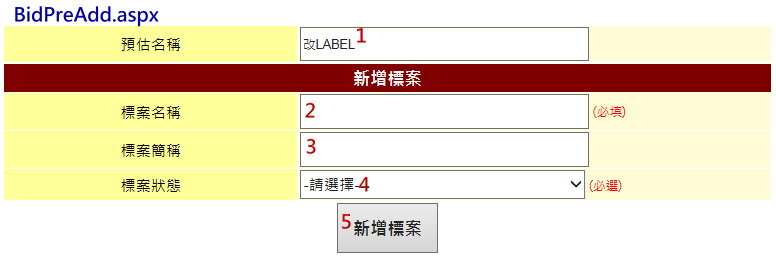 BidPreAdd.aspx
預估名稱 改LABEL 1
新增標案
標案名稱 2 (必填)
標案簡稱 3
標案狀態 -請選擇- 4 (必選)
5 新增標案